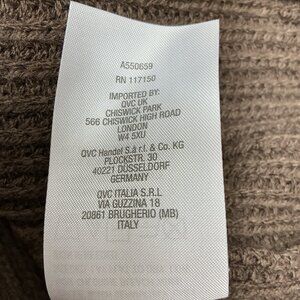 A550659
RN 117150
IMPORTED BY:
QVC UK
CHISWICK PARK
566 CHISWICK HIGH ROAD
LONDON
W4 5XU
QVC Handel S.à r.l. & Co. KG
PLOCKSTR. 30
40221 DÜSSELDORF
GERMANY
QVC ITALIA S.R.L
VIA GUZZINA 18
20861 BRUGHERIO (MB)
ITALY